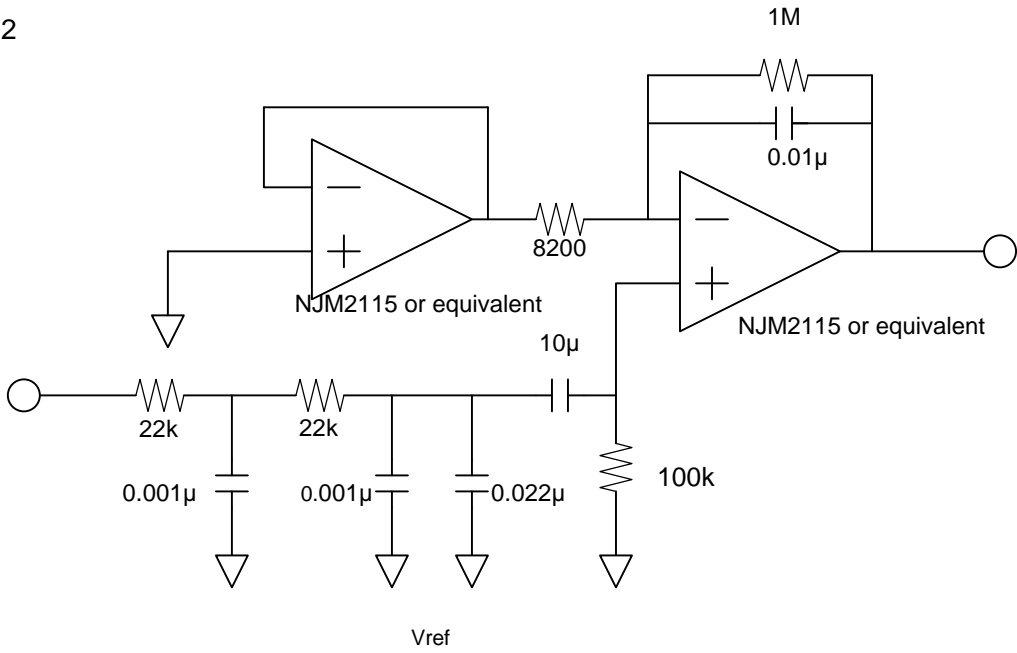 2
1M
0.01µ
8200
NJM2115 or equivalent
NJM2115 or equivalent
10µ
22k
22k
100k
0.001µ
0.001µ
0.022µ
Vref